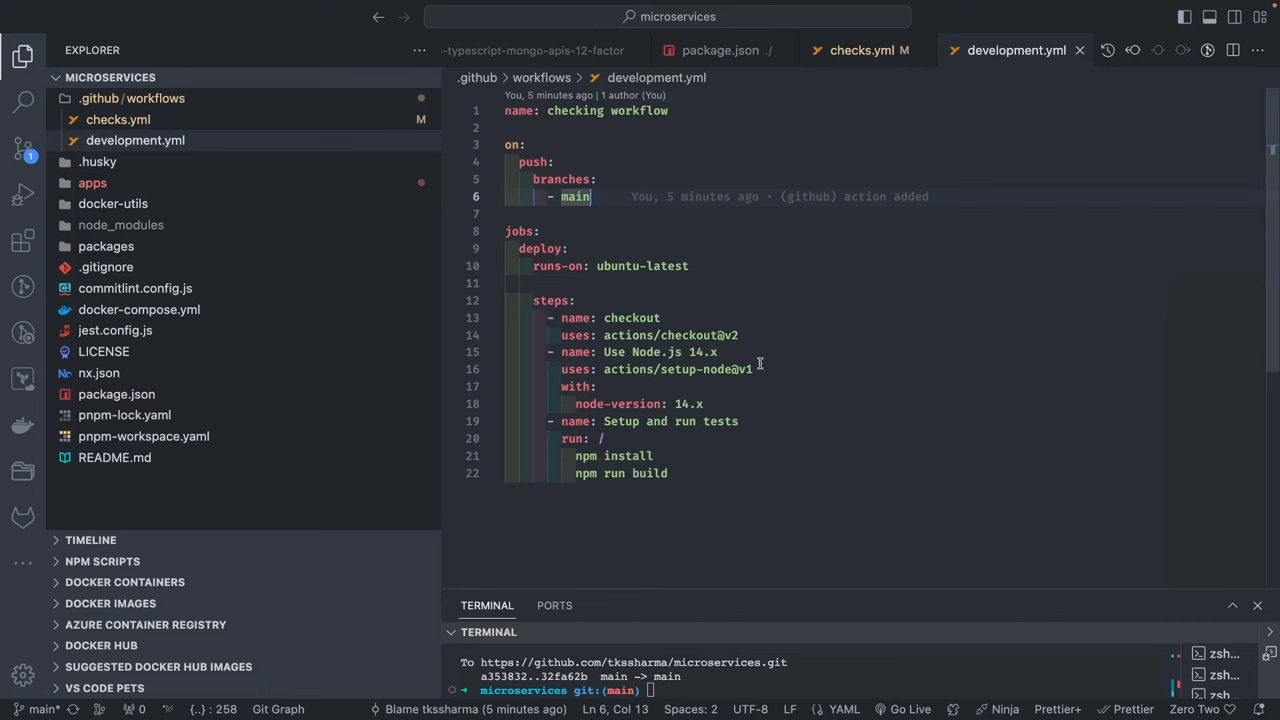 microservices
EXPLORER
-typescript-mongo-apis-12-factor
package.json ./
checks.yml M
development.yml
MICROSERVICES
.github / workflows
checks.yml M
development.yml
.husky
apps
docker-utils
node_modules
packages
.gitignore
commitlint.config.js
docker-compose.yml
jest.config.js
LICENSE
nx.json
package.json
pnpm-lock.yaml
pnpm-workspace.yaml
README.md
TIMELINE
NPM SCRIPTS
DOCKER CONTAINERS
DOCKER IMAGES
AZURE CONTAINER REGISTRY
DOCKER HUB
SUGGESTED DOCKER HUB IMAGES
VS CODE PETS
1
.github > workflows > development.yml
You, 5 minutes ago | 1 author (You)
1 name: checking workflow
2
3 on:
4 push:
5 branches:
6 - main You, 5 minutes ago • (github) action added
7
8 jobs:
9 deploy:
10 runs-on: ubuntu-latest
11
12 steps:
13 - name: checkout
14 uses: actions/checkout@v2
15 - name: Use Node.js 14.x
16 uses: actions/setup-node@v1
17 with:
18 node-version: 14.x
19 - name: Setup and run tests
20 run: /
21 npm install
22 npm run build
TERMINAL PORTS
TERMINAL
To https://github.com/tkssharma/microservices.git
a353832..32fa62b main -> main
microservices git:(main)
zsh...
zsh...
zsh...
main* 0 {..} : 258 Git Graph Blame tkssharma (5 minutes ago) Ln 6, Col 13 Spaces: 2 UTF-8 LF YAML Go Live Ninja Prettier+ Prettier Zero Two